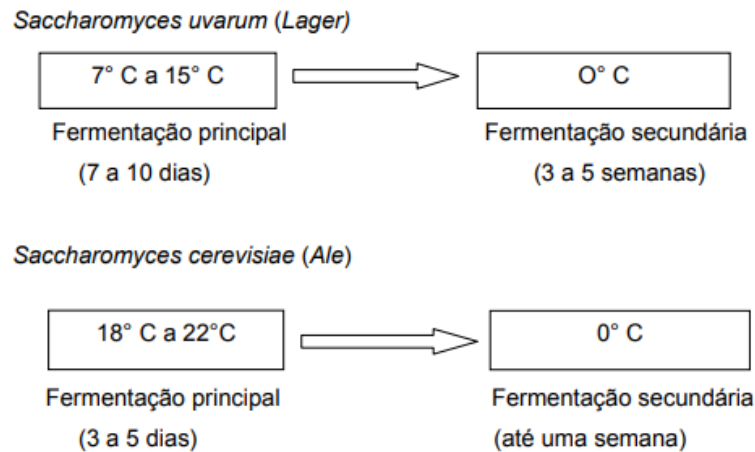 Saccharomyces uvarum (Lager)
7° C a 15° C
O° C
Fermentação principal
(7 a 10 dias)
Fermentação secundária
(3 a 5 semanas)
Saccharomyces cerevisiae (Ale)
18° C a 22°C
0° C
Fermentação principal
(3 a 5 dias)
Fermentação secundária
(até uma semana)